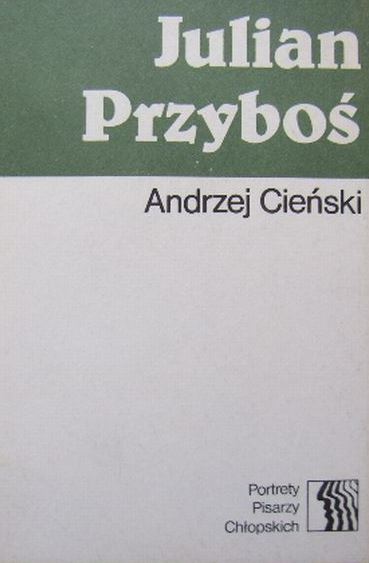 Julian
Przyboś
Andrzej Cieński
Portrety
Pisarzy
Chłopskich